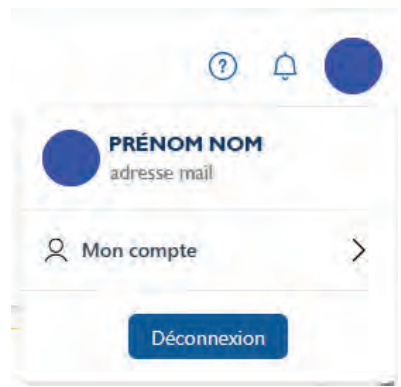 ?
PRÉNOM NOM
adresse mail
Mon compte
Déconnexion